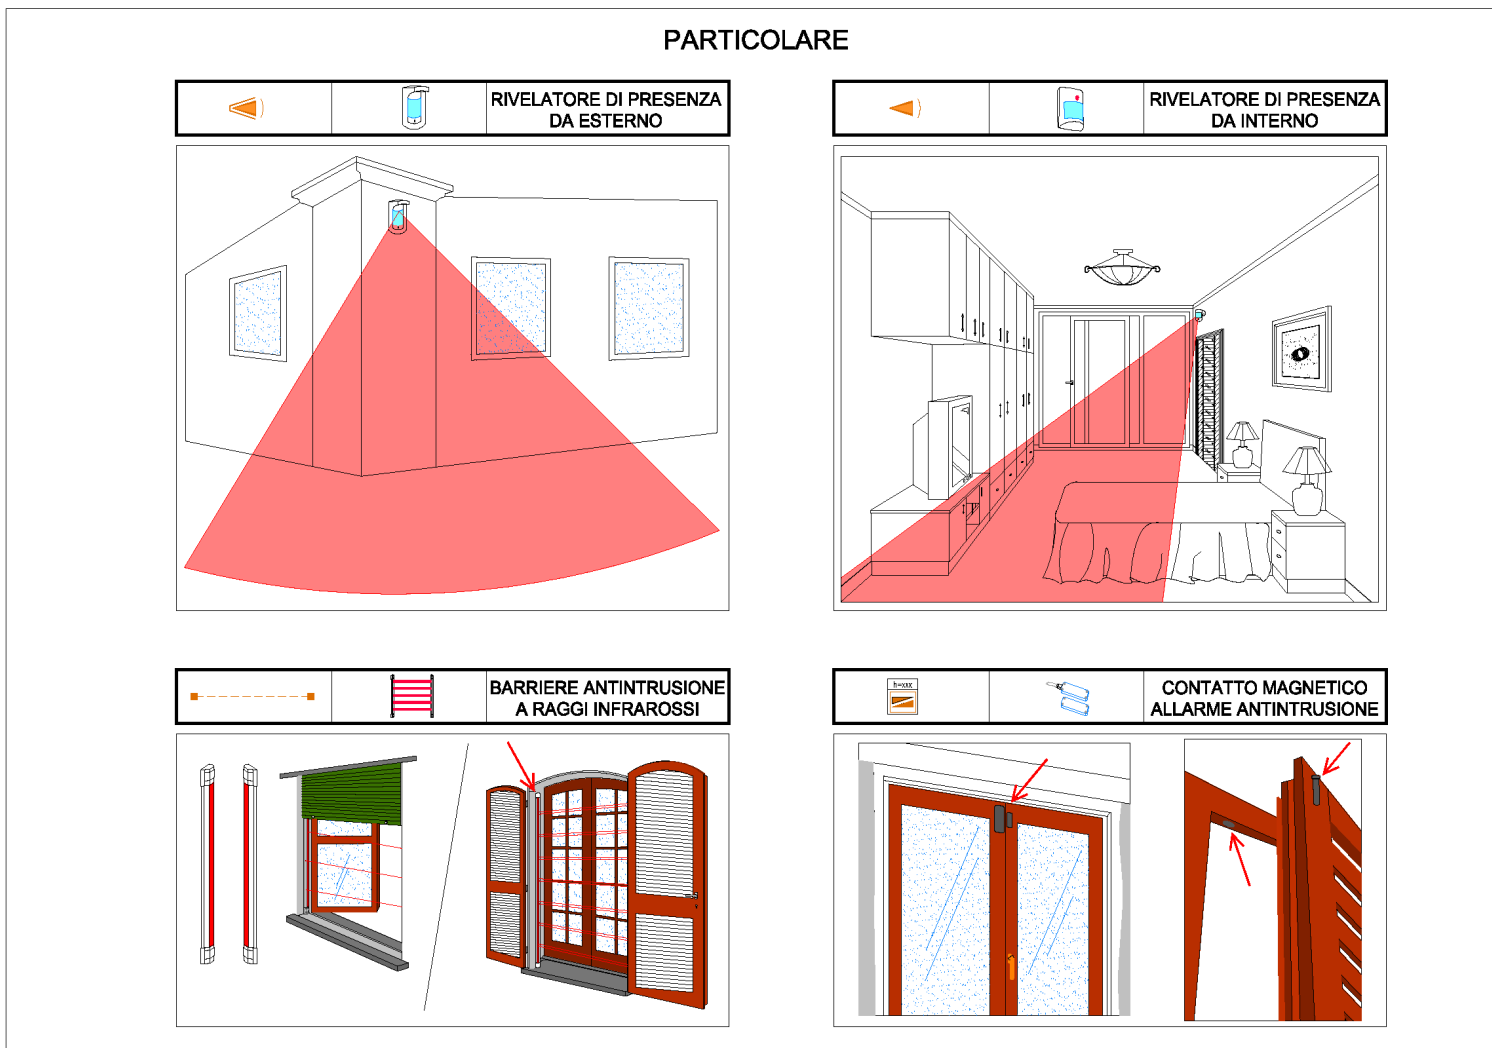 PARTICOLARE
RIVELATORE DI PRESENZA
DA ESTERNO
RIVELATORE DI PRESENZA
DA INTERNO
BARRIERE ANTINTRUSIONE
A RAGGI INFRAROSSI
h=xxx
CONTATTO MAGNETICO
ALLARME ANTINTRUSIONE